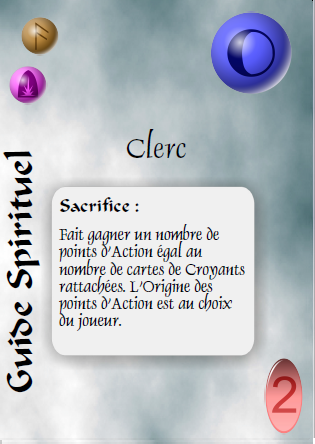 Clerc
Guide Spirituel
Sacrifice :
Fait gagner un nombre de
points d'Action égal au
nombre de cartes de Croyants
rattachées. L'Origine des
points d'Action est au choix
du joueur.
2